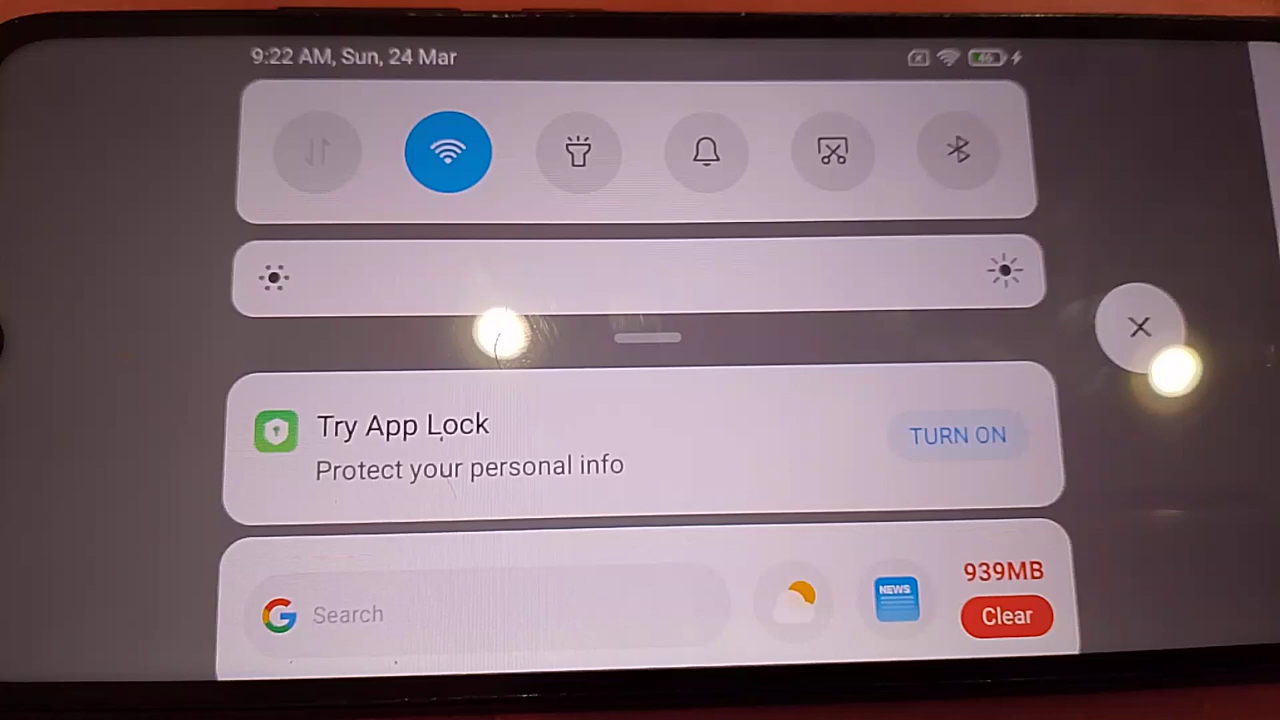 9:22 AM, Sun, 24 Mar
46
Try App Lock
Protect your personal info
TURN ON
Search
NEWS
939MB
Clear